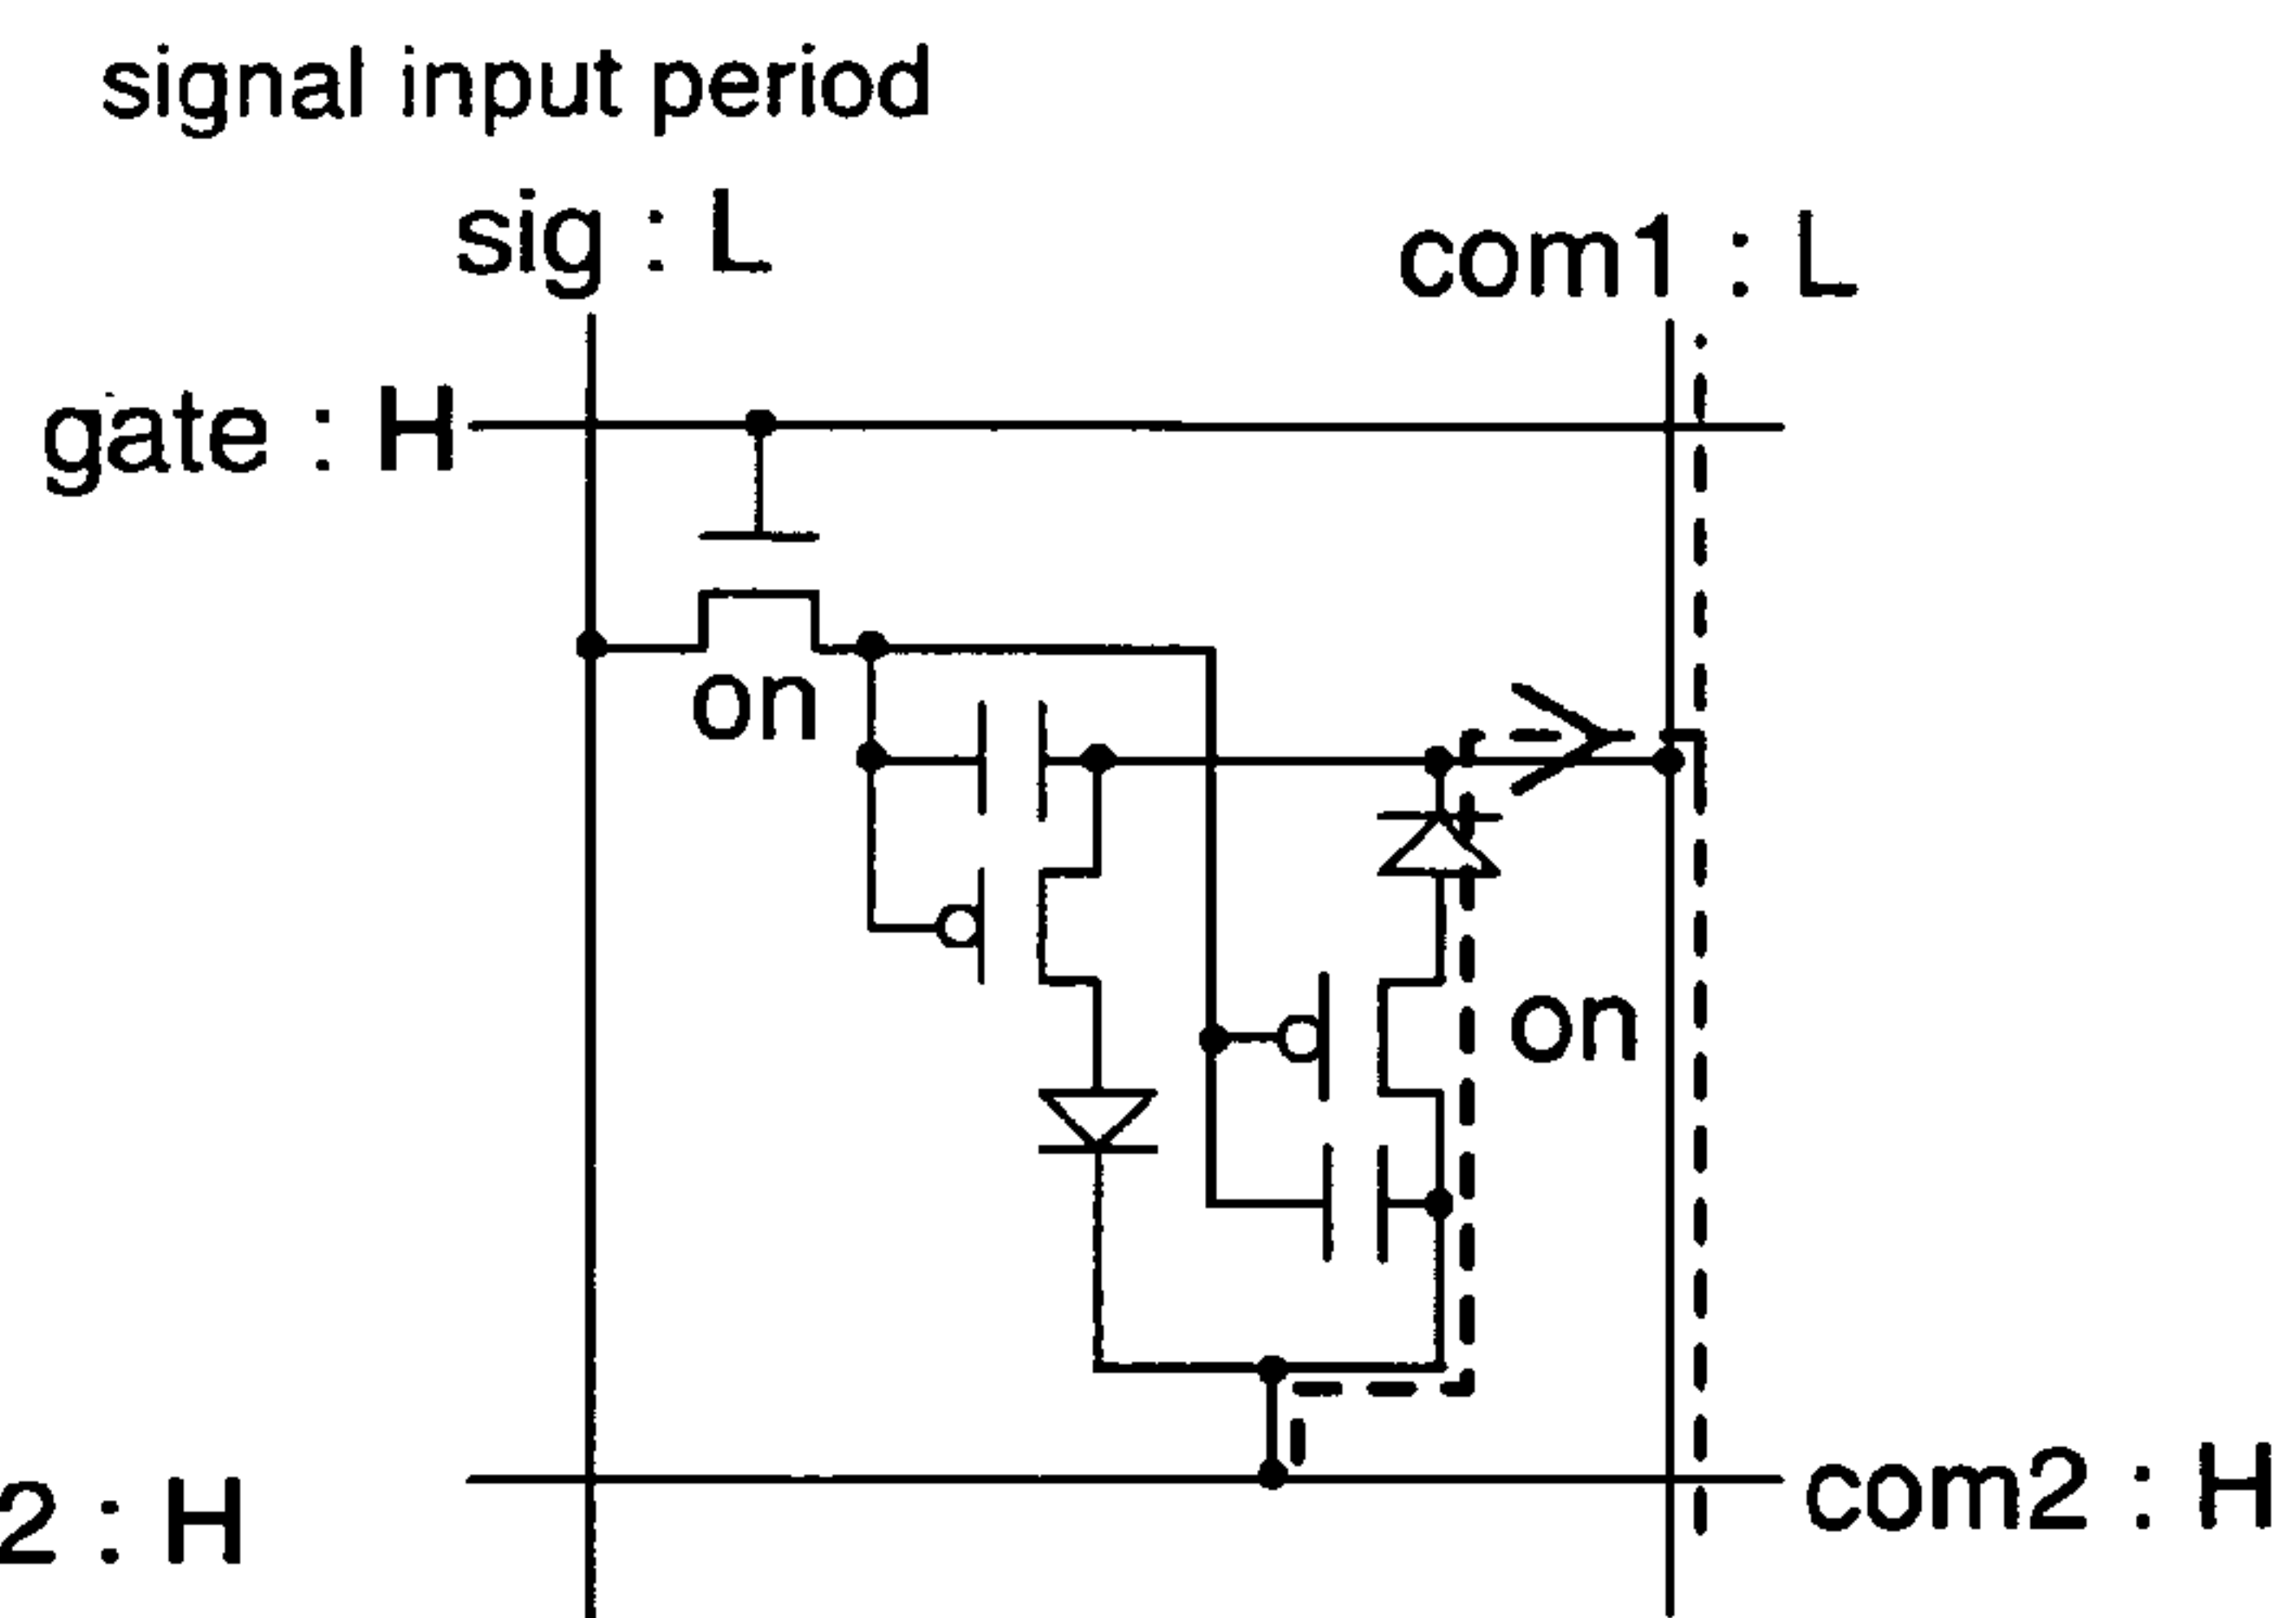 signal input period
sig : L
com1 : L
gate : H
on
on
2 : H
com2 : H